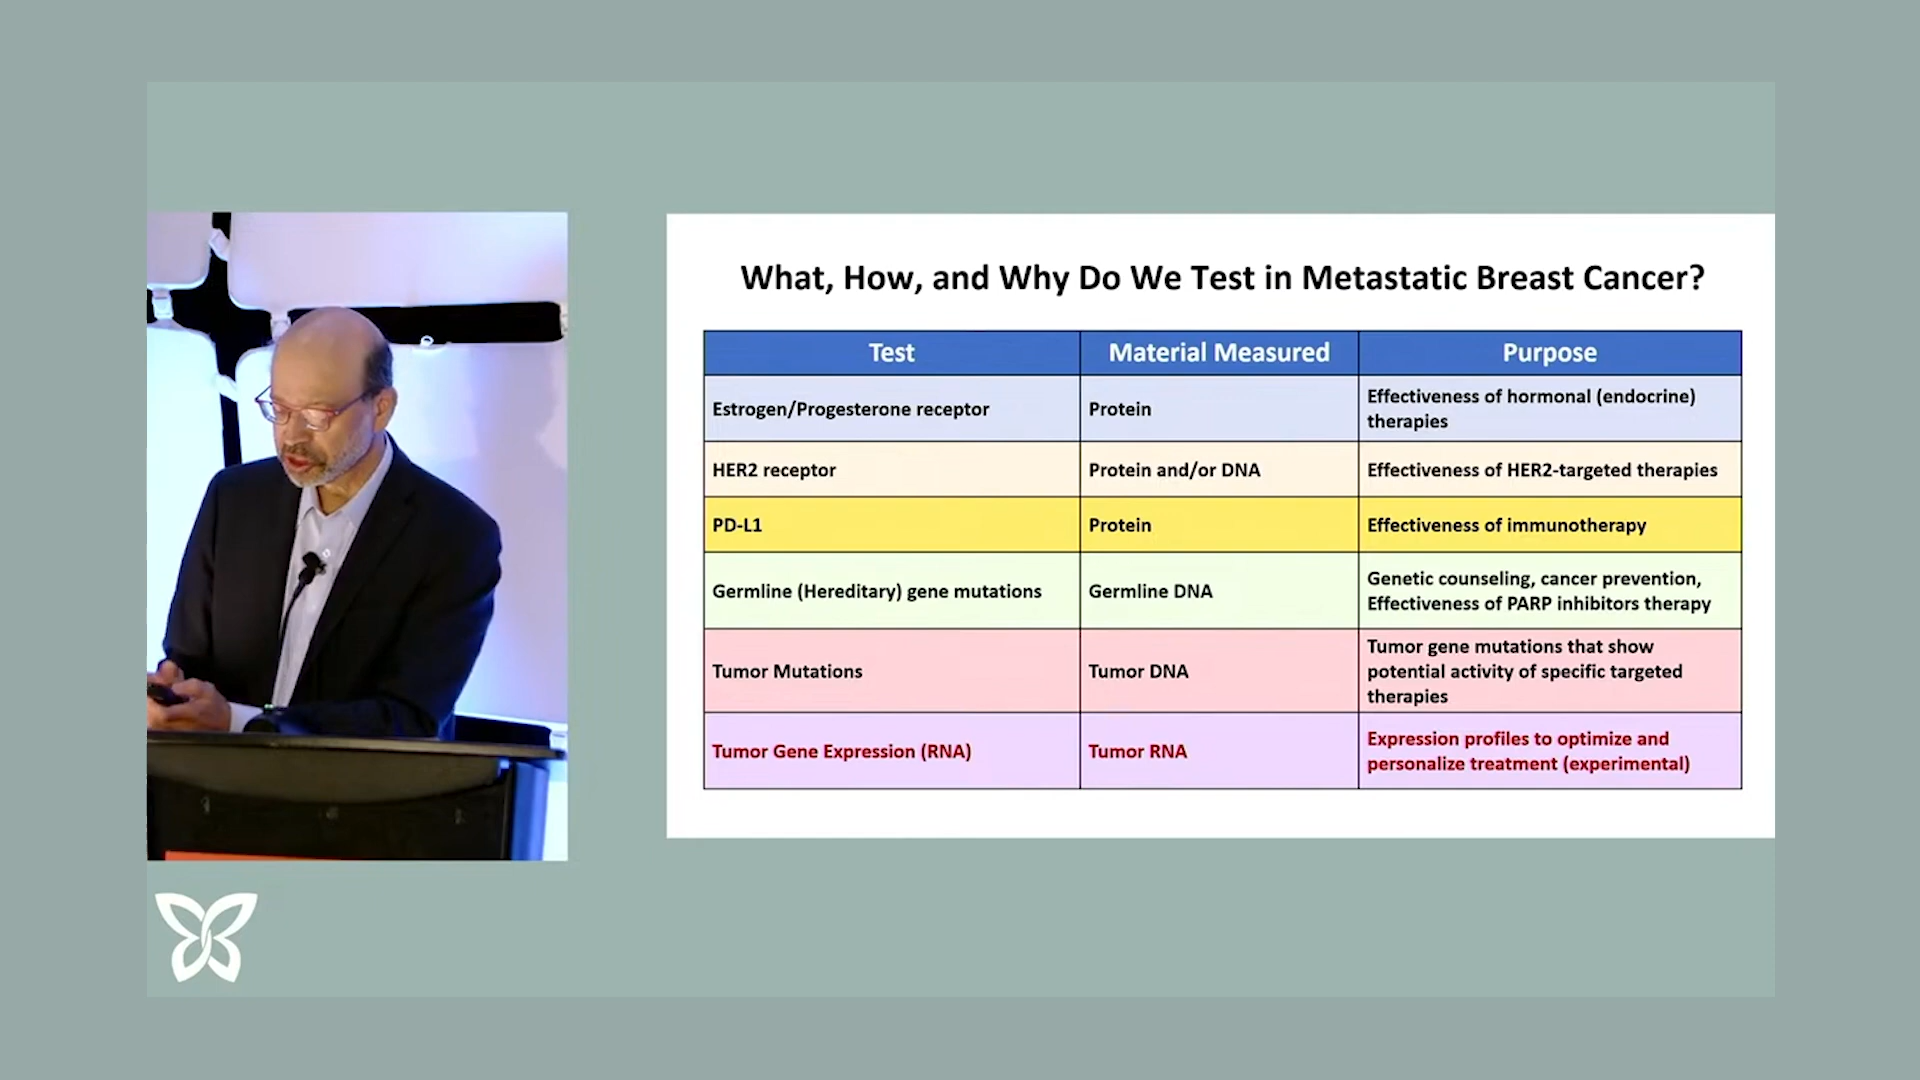 What, How, and Why Do We Test in Metastatic Breast Cancer?
Test
Material Measured
Purpose
Estrogen/Progesterone receptor
Protein
Effectiveness of hormonal (endocrine)
therapies
HER2 receptor
Protein and/or DNA
Effectiveness of HER2-targeted therapies
PD-L1
Protein
Effectiveness of immunotherapy
Germline (Hereditary) gene mutations
Germline DNA
Genetic counseling, cancer prevention,
Effectiveness of PARP inhibitors therapy
Tumor Mutations
Tumor DNA
Tumor gene mutations that show
potential activity of specific targeted
therapies
Tumor Gene Expression (RNA)
Tumor RNA
Expression profiles to optimize and
personalize treatment (experimental)